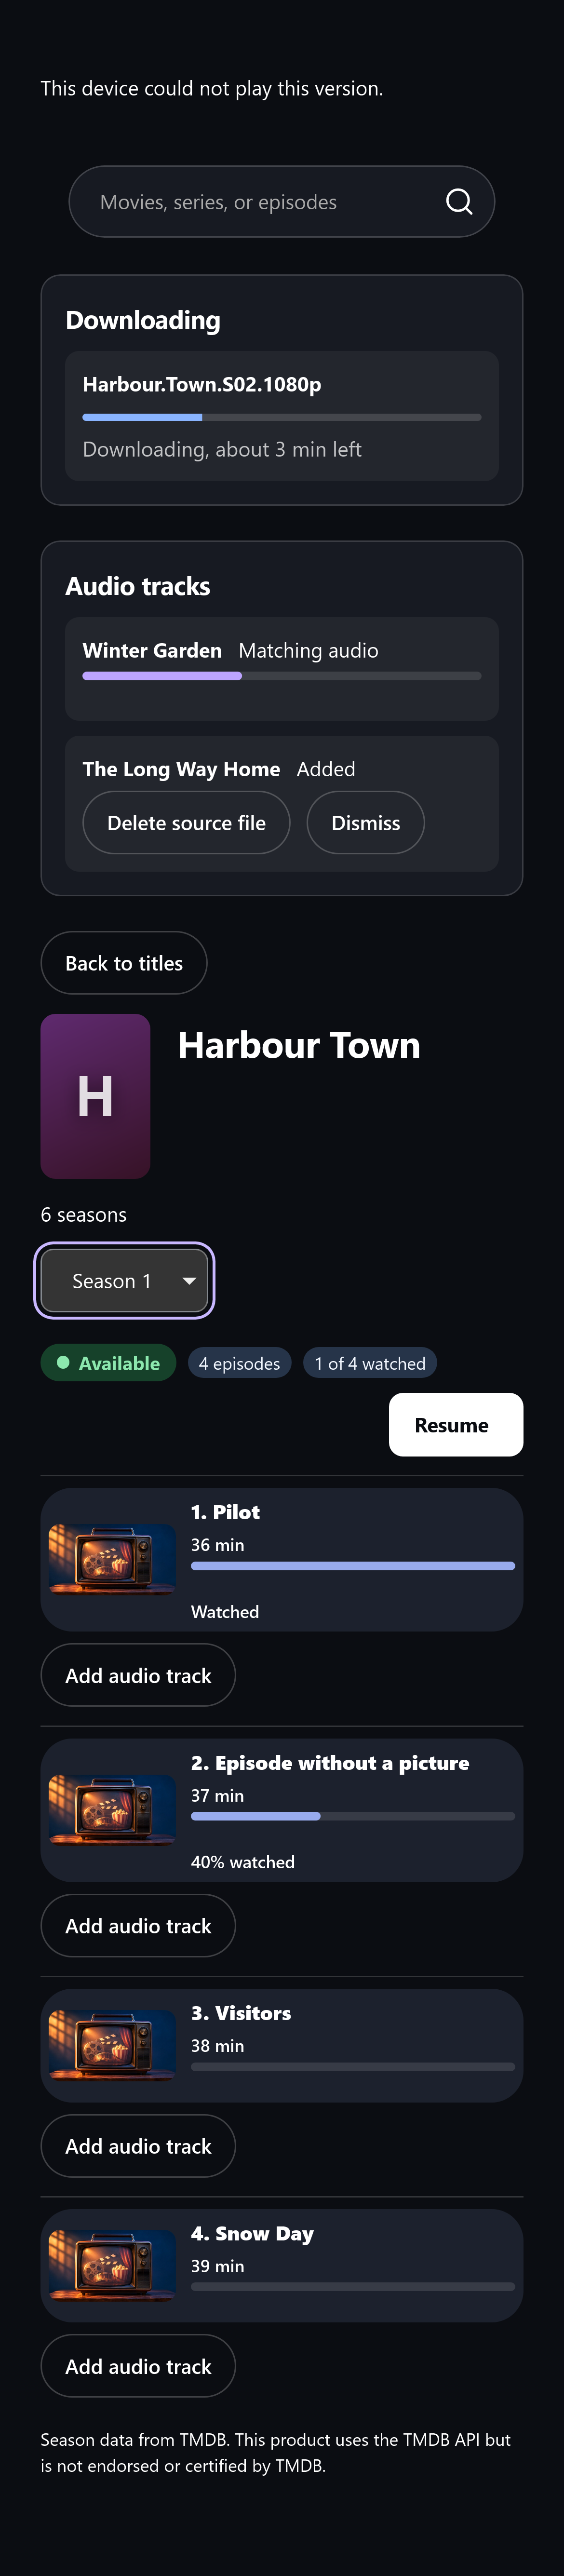 This device could not play this version.
Movies, series, or episodes
Downloading
Harbour.Town.S02.1080p
Downloading, about 3 min left
Audio tracks
Winter Garden Matching audio
The Long Way Home Added
Delete source file Dismiss
Back to titles
H
Harbour Town
6 seasons
Season 1
Available 4 episodes 1 of 4 watched
Resume
1. Pilot
36 min
Watched
Add audio track
2. Episode without a picture
37 min
40% watched
Add audio track
3. Visitors
38 min
Add audio track
4. Snow Day
39 min
Add audio track
Season data from TMDB. This product uses the TMDB API but
is not endorsed or certified by TMDB.